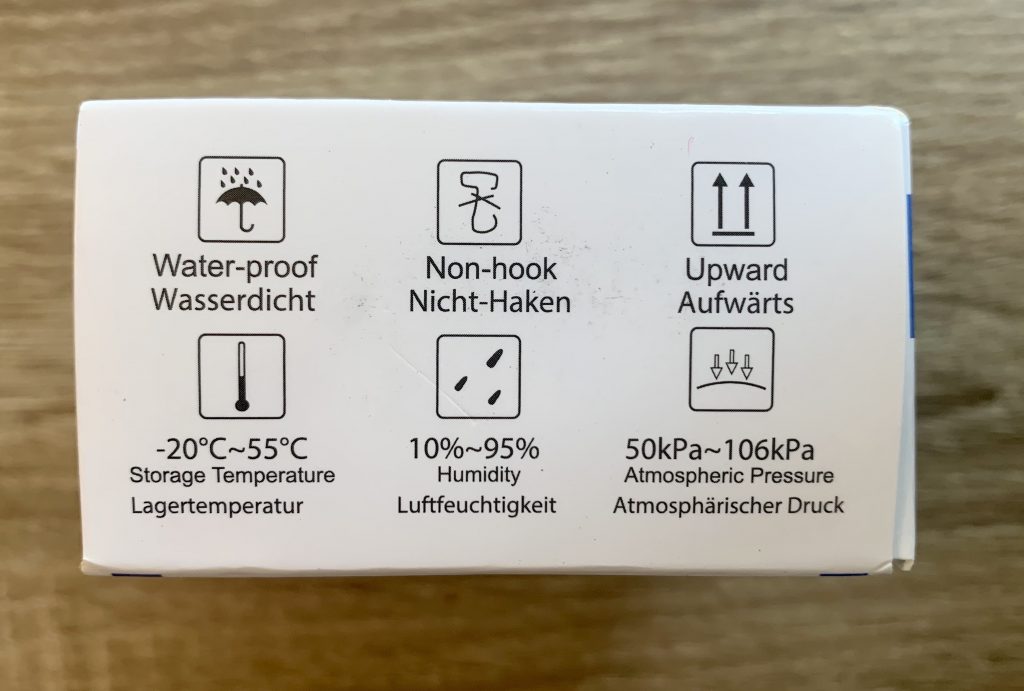 Water-proof Non-hook Upward
Wasserdicht Nicht-Haken Aufwärts
-20°C~55°C 10%~95% 50kPa~106kPa
Storage Temperature Humidity Atmospheric Pressure
Lagertemperatur Luftfeuchtigkeit Atmosphärischer Druck